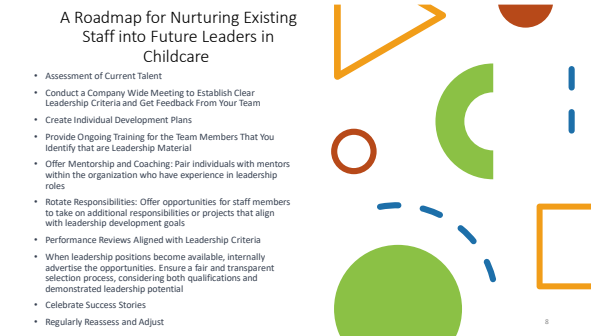 A Roadmap for Nurturing Existing
Staff into Future Leaders in
Childcare
• Assessment of Current Talent
• Conduct a Company Wide Meeting to Establish Clear
Leadership Criteria and Get Feedback From Your Team
• Create Individual Development Plans
• Provide Ongoing Training for the Team Members That You
Identify that are Leadership Material
• Offer Mentorship and Coaching: Pair individuals with mentors
within the organization who have experience in leadership
roles
• Rotate Responsibilities: Offer opportunities for staff members
to take on additional responsibilities or projects that align
with leadership development goals
• Performance Reviews Aligned with Leadership Criteria
• When leadership positions become available, internally
advertise the opportunities. Ensure a fair and transparent
selection process, considering both qualifications and
demonstrated leadership potential
• Celebrate Success Stories
• Regularly Reassess and Adjust
8